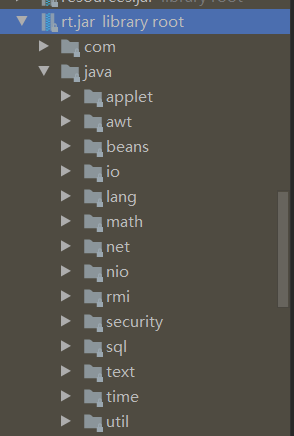 resources.jar library root
rt.jar library root
com
java
applet
awt
beans
io
lang
math
net
nio
rmi
security
sql
text
time
util